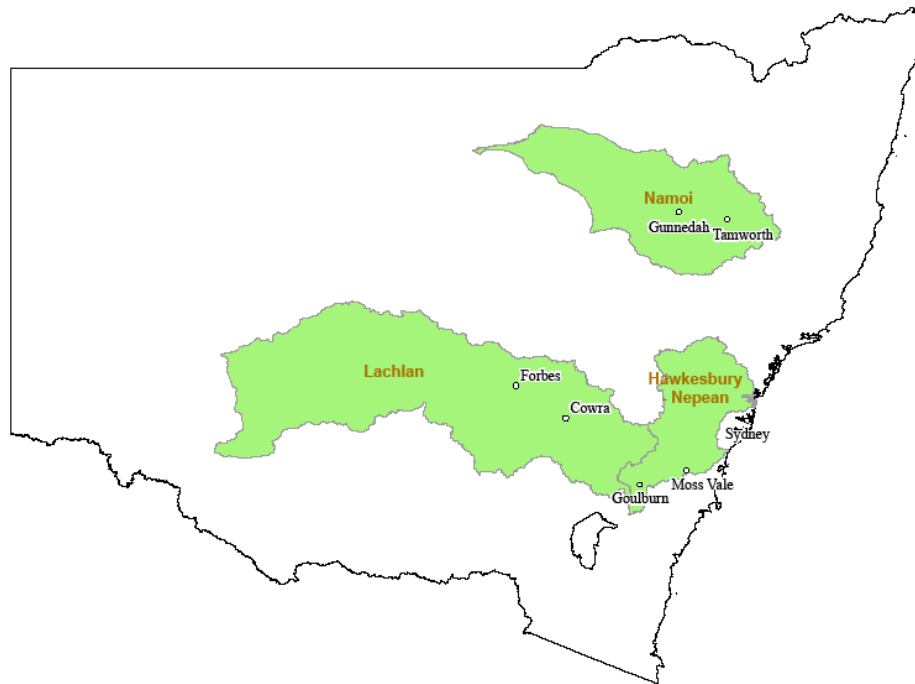 Namoi
Gunnedah
Tamworth
Lachlan
Forbes
Hawkesbury
- Nepean
Cowra
Sydney
Moss Vale
Goulburn